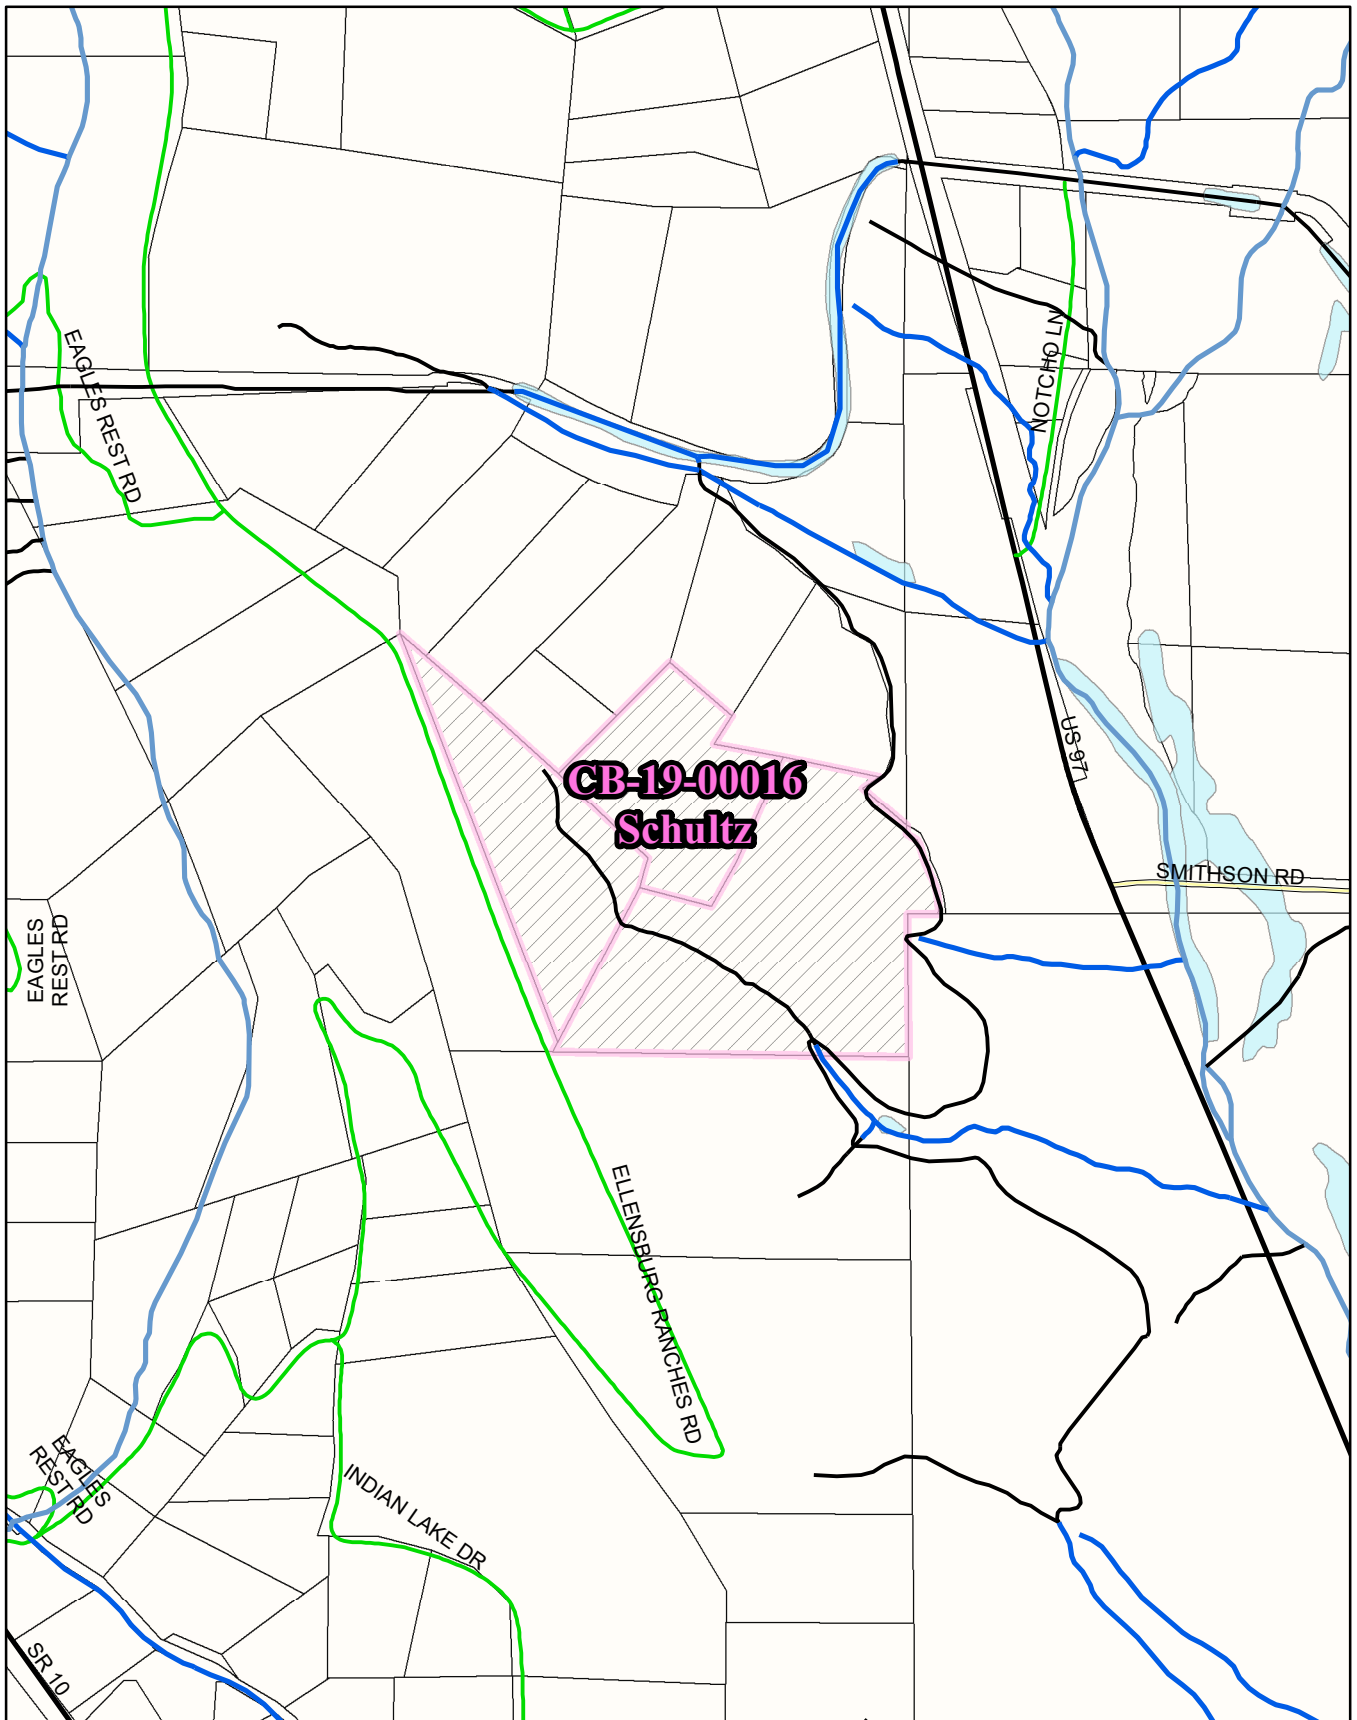 EAGLES REST RD
NOTCHO LN
US 97
CB-19-00016
Schultz
SMITHSON RD
EAGLES
REST RD
ELLENSBURG RANCHES RD
EAGLES
REST RD
INDIAN LAKE DR
SR 10